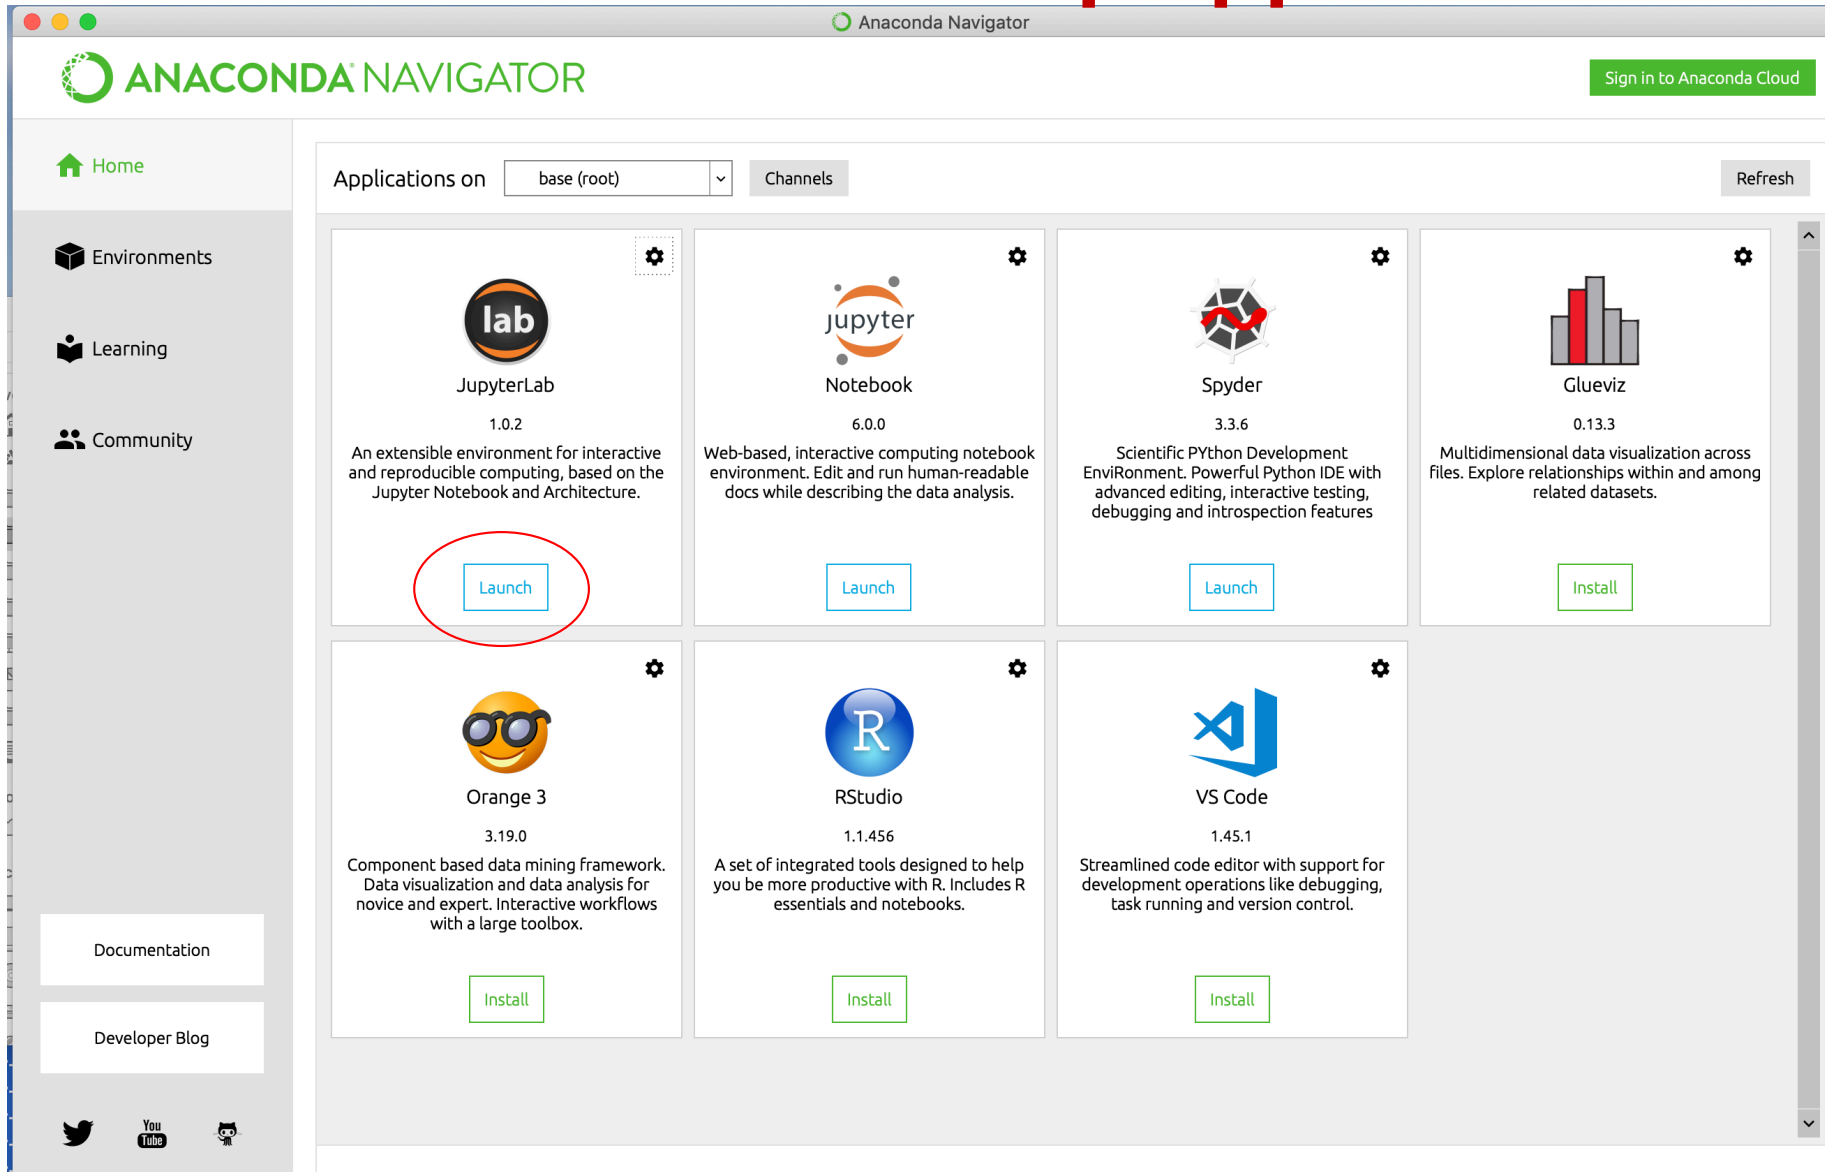 Anaconda Navigator
ANACONDA NAVIGATOR
Sign in to Anaconda Cloud
Home
Environments
Learning
Community
Documentation
Developer Blog
You
Tube
Applications on
base (root)
Channels
Refresh
lab
JupyterLab
1.0.2
An extensible environment for interactive
and reproducible computing, based on the
Jupyter Notebook and Architecture.
Launch
jupyter
Notebook
6.0.0
Web-based, interactive computing notebook
environment. Edit and run human-readable
docs while describing the data analysis.
Launch
Spyder
3.3.6
Scientific PYthon Development
EnviRonment. Powerful Python IDE with
advanced editing, interactive testing,
debugging and introspection features
Launch
Glueviz
0.13.3
Multidimensional data visualization across
files. Explore relationships within and among
related datasets.
Install
Orange 3
3.19.0
Component based data mining framework.
Data visualization and data analysis for
novice and expert. Interactive workflows
with a large toolbox.
Install
R
RStudio
1.1.456
A set of integrated tools designed to help
you be more productive with R. Includes R
essentials and notebooks.
Install
VS Code
1.45.1
Streamlined code editor with support for
development operations like debugging,
task running and version control.
Install